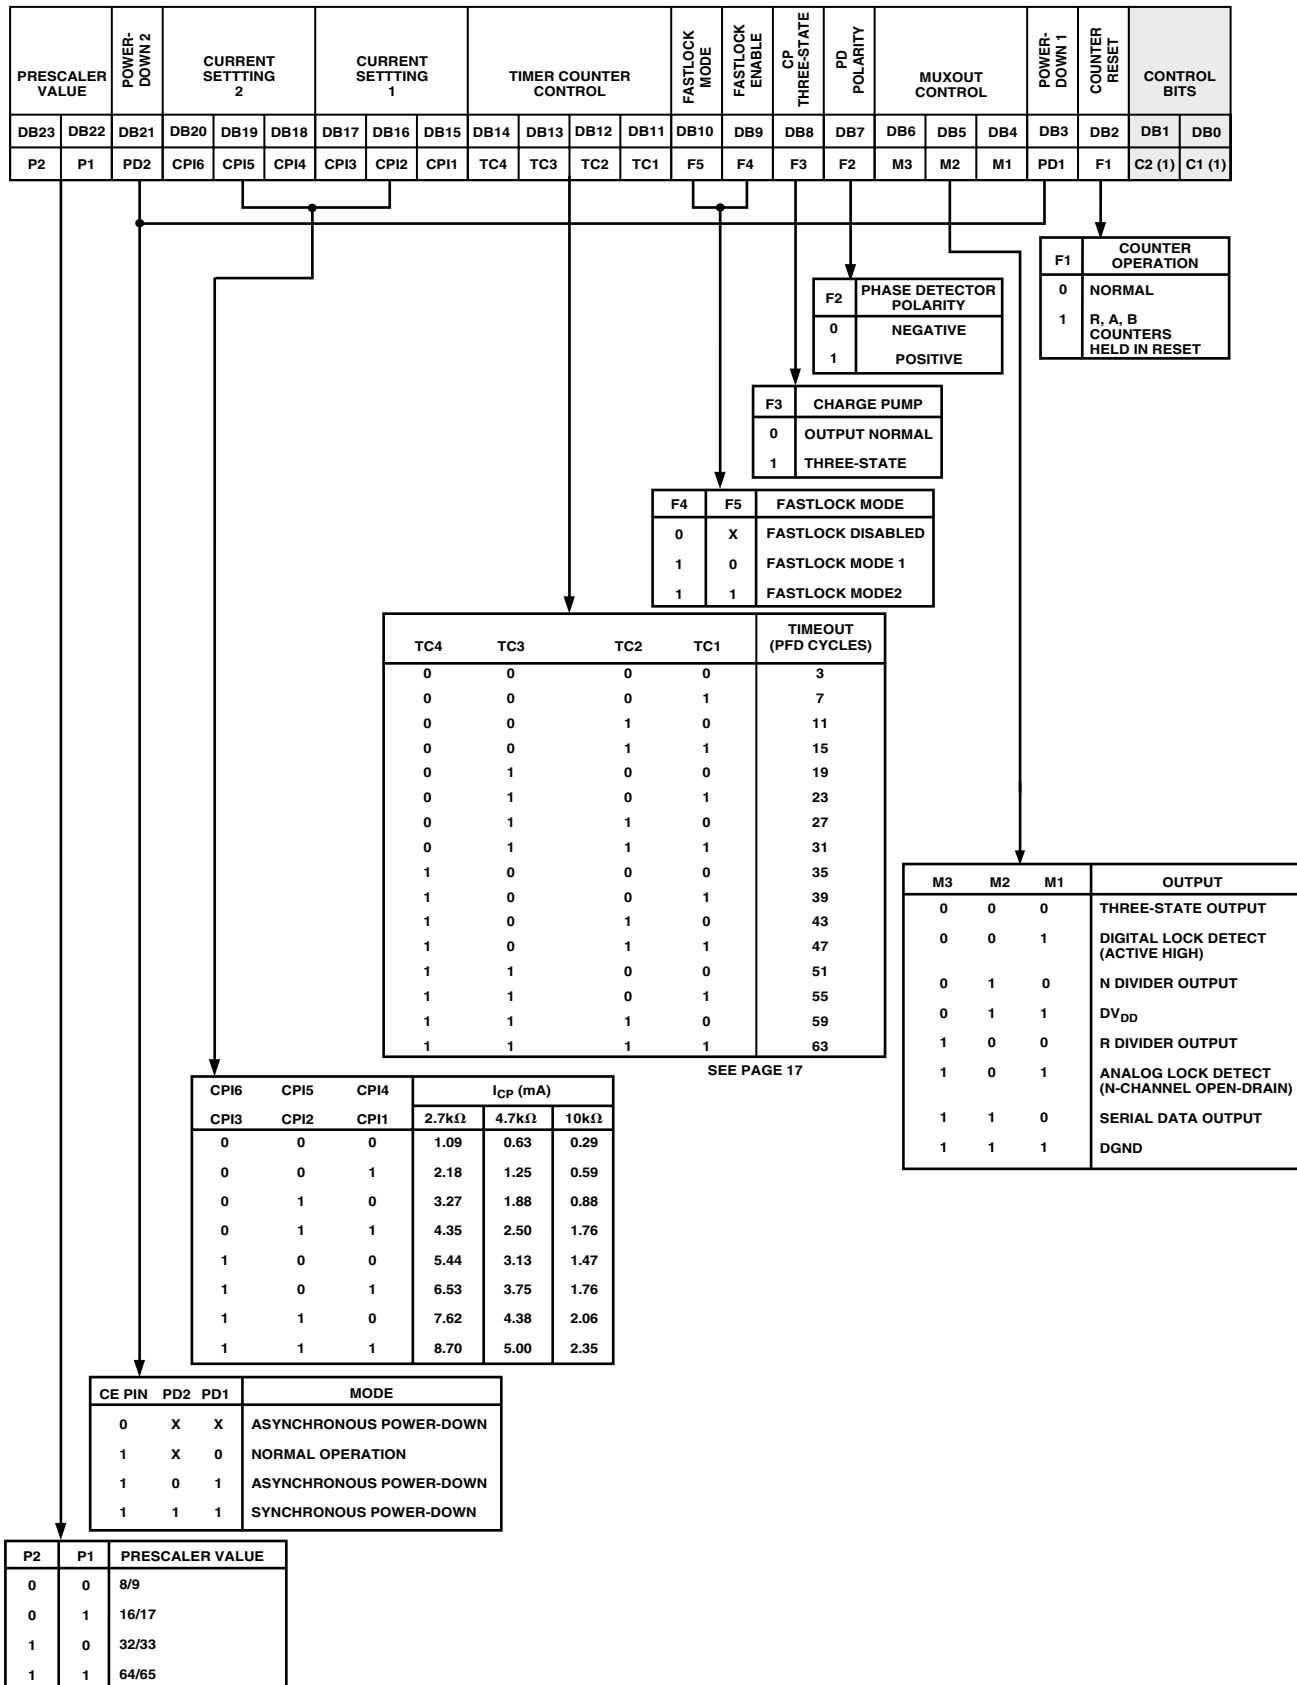 PRESCALER VALUE
POWER-DOWN 2
CURRENT SETTTING 2
CURRENT SETTTING 1
TIMER COUNTER CONTROL
FASTLOCK MODE
FASTLOCK ENABLE
CP THREE-STATE
PD POLARITY
MUXOUT CONTROL
POWER-DOWN 1
COUNTER RESET
CONTROL BITS
DB23 DB22 DB21 DB20 DB19 DB18 DB17 DB16 DB15 DB14 DB13 DB12 DB11 DB10 DB9 DB8 DB7 DB6 DB5 DB4 DB3 DB2 DB1 DB0
P2 P1 PD2 CPI6 CPI5 CPI4 CPI3 CPI2 CPI1 TC4 TC3 TC2 TC1 F5 F4 F3 F2 M3 M2 M1 PD1 F1 C2 (1) C1 (1)
F1 COUNTER OPERATION
0 NORMAL
1 R, A, B
COUNTERS
HELD IN RESET
F2 PHASE DETECTOR POLARITY
0 NEGATIVE
1 POSITIVE
F3 CHARGE PUMP
0 OUTPUT NORMAL
1 THREE-STATE
F4 F5 FASTLOCK MODE
0 X FASTLOCK DISABLED
1 0 FASTLOCK MODE 1
1 1 FASTLOCK MODE2
TC4 TC3 TC2 TC1 TIMEOUT (PFD CYCLES)
0 0 0 0 3
0 0 0 1 7
0 0 1 0 11
0 0 1 1 15
0 1 0 0 19
0 1 0 1 23
0 1 1 0 27
0 1 1 1 31
1 0 0 0 35
1 0 0 1 39
1 0 1 0 43
1 0 1 1 47
1 1 0 0 51
1 1 0 1 55
1 1 1 0 59
1 1 1 1 63
SEE PAGE 17
M3 M2 M1 OUTPUT
0 0 0 THREE-STATE OUTPUT
0 0 1 DIGITAL LOCK DETECT
(ACTIVE HIGH)
0 1 0 N DIVIDER OUTPUT
0 1 1 DVDD
1 0 0 R DIVIDER OUTPUT
1 0 1 ANALOG LOCK DETECT
(N-CHANNEL OPEN-DRAIN)
1 1 0 SERIAL DATA OUTPUT
1 1 1 DGND
CPI6 CPI5 CPI4 ICP (mA)
CPI3 CPI2 CPI1 2.7kΩ 4.7kΩ 10kΩ
0 0 0 1.09 0.63 0.29
0 0 1 2.18 1.25 0.59
0 1 0 3.27 1.88 0.88
0 1 1 4.35 2.50 1.76
1 0 0 5.44 3.13 1.47
1 0 1 6.53 3.75 1.76
1 1 0 7.62 4.38 2.06
1 1 1 8.70 5.00 2.35
CE PIN PD2 PD1 MODE
0 X X ASYNCHRONOUS POWER-DOWN
1 X 0 NORMAL OPERATION
1 0 1 ASYNCHRONOUS POWER-DOWN
1 1 1 SYNCHRONOUS POWER-DOWN
P2 P1 PRESCALER VALUE
0 0 8/9
0 1 16/17
1 0 32/33
1 1 64/65